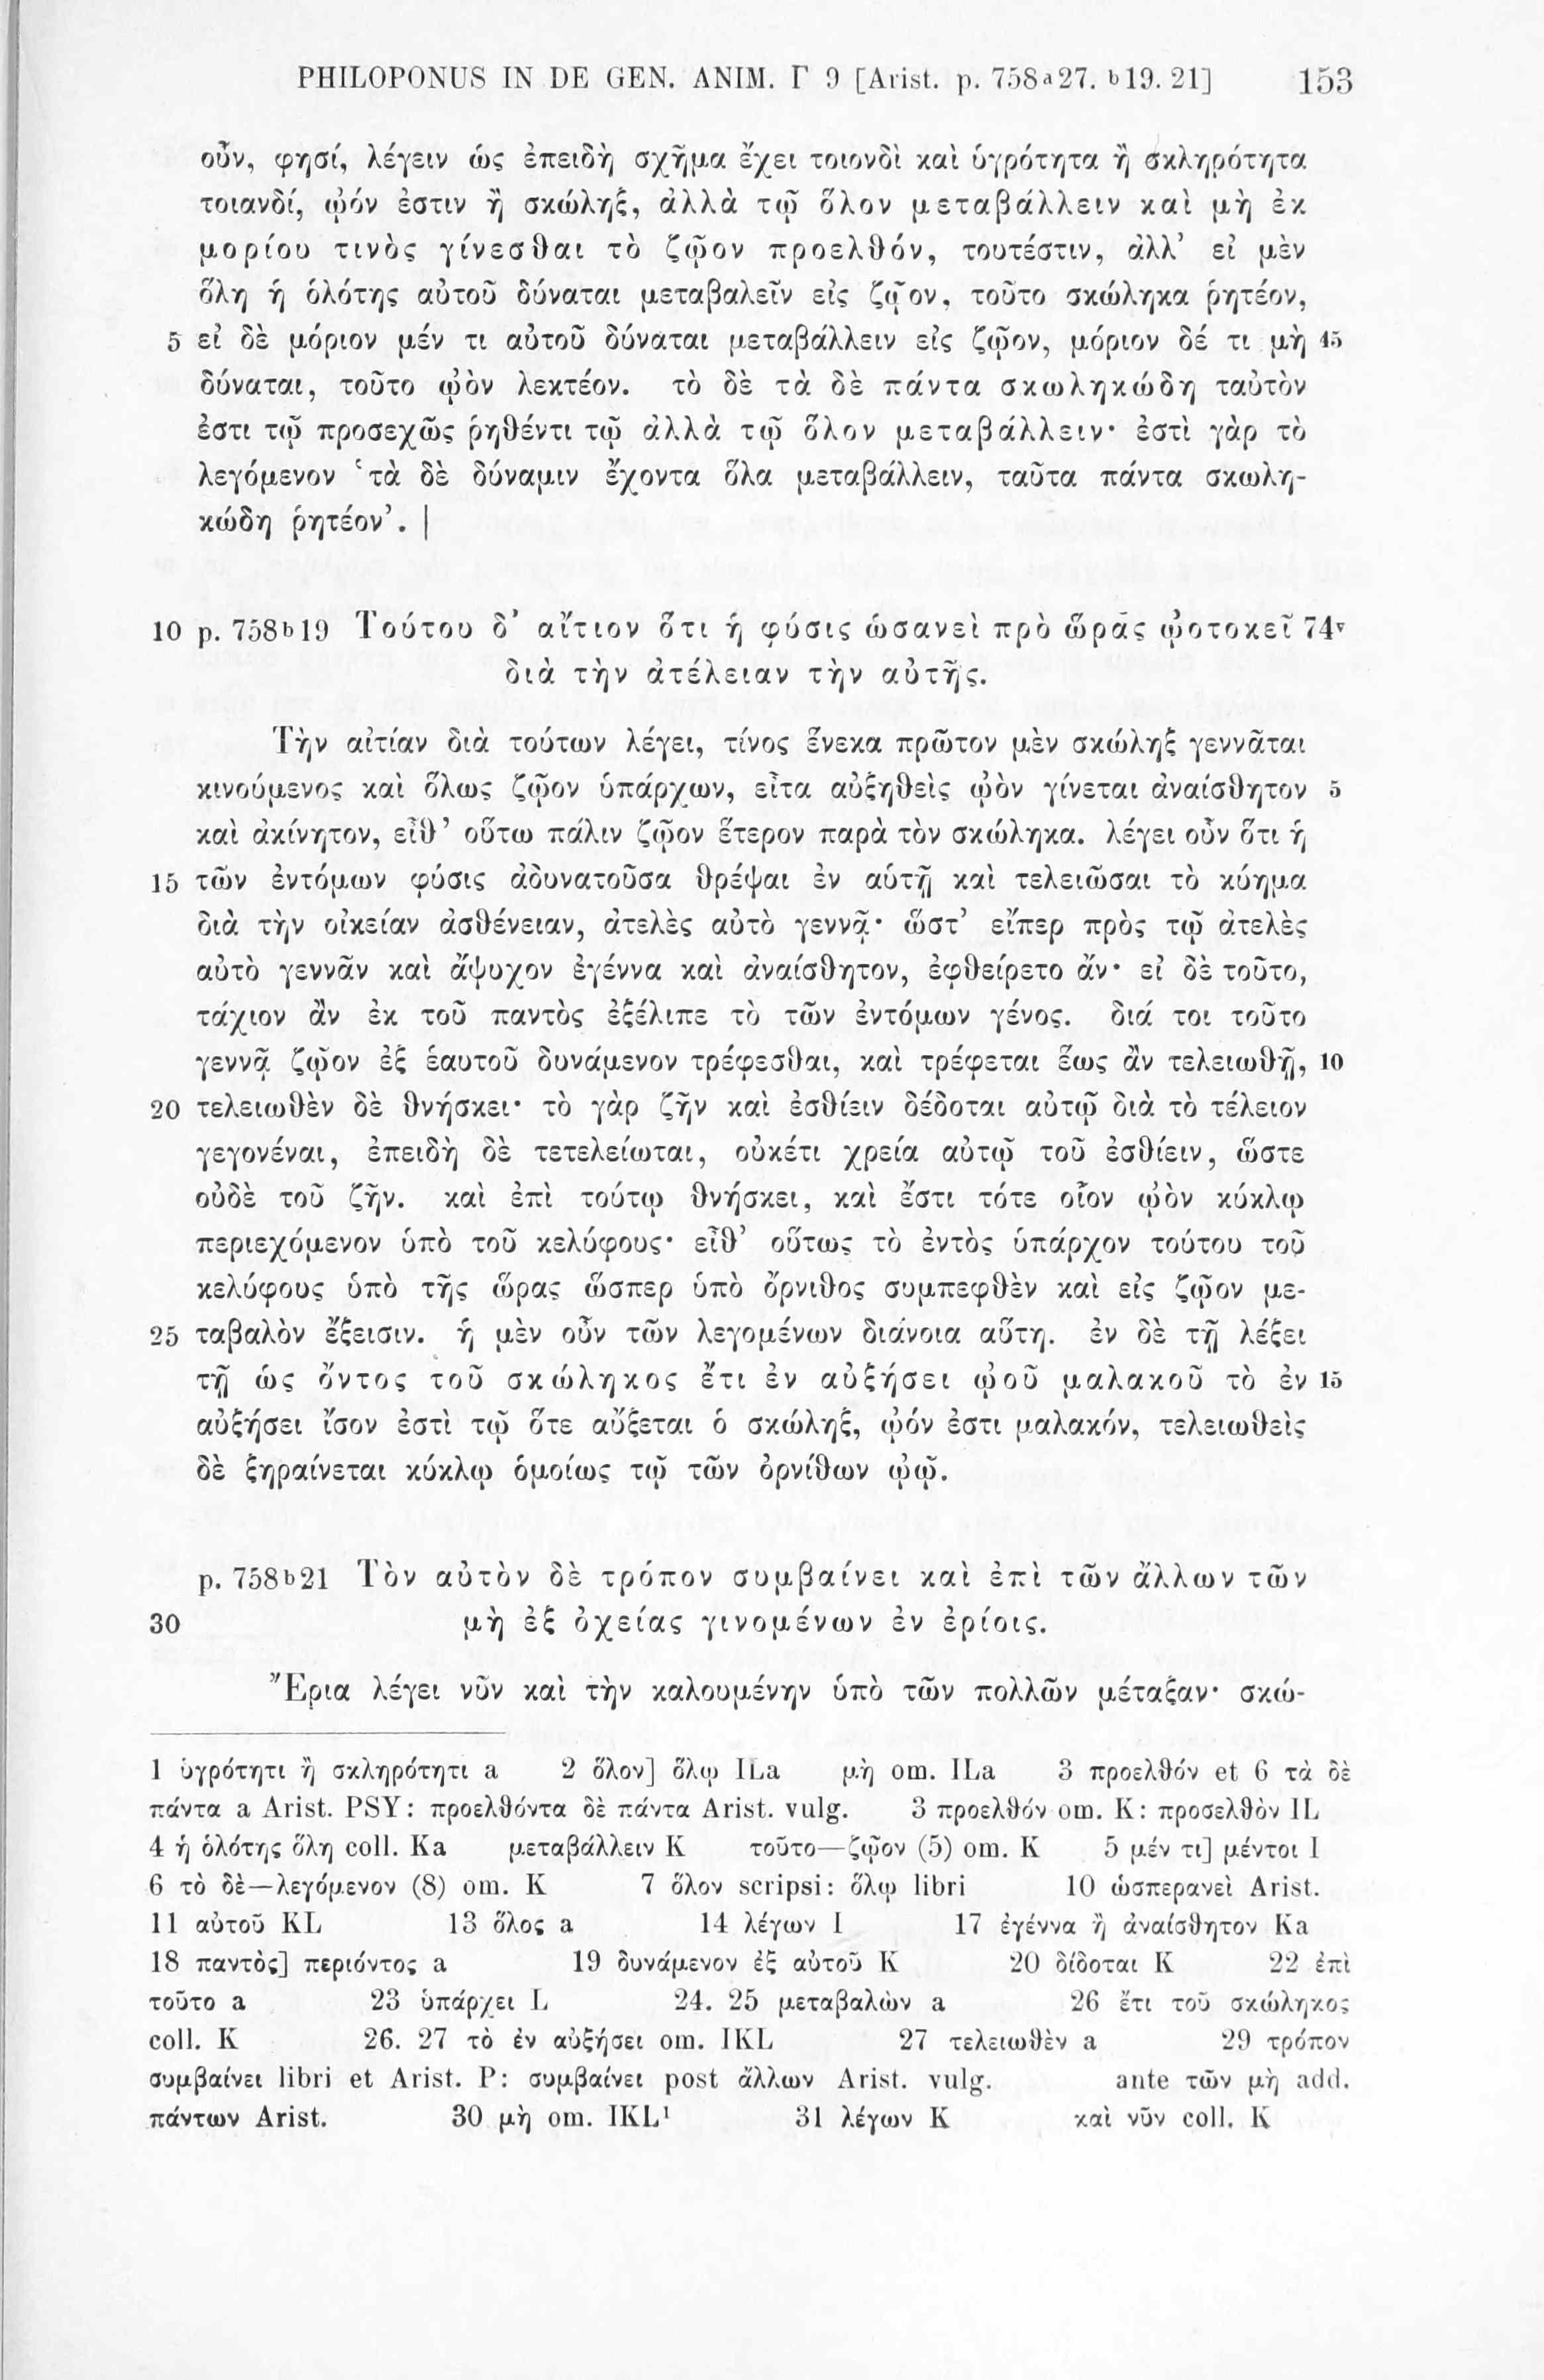 PHILOPONUS IN DE GEN. ANIM. Γ 9 [Arist. p. 758a27. b19. 21] 153
οὖν, φησί, λέγειν ὡς ἐπειδὴ σχῆμα ἔχει τοιονδὶ καὶ ὑγρότητα ἢ σκληρότητα
τοιανδί, ᾠόν ἐστιν ἢ σκώληξ, ἀλλὰ τῷ ὅλον μεταβάλλειν καὶ μὴ ἐκ
μορίου τινὸς γίνεσθαι τὸ ζῷον προελθόν, τουτέστιν, ἀλλ’ εἰ μὲν
ὅλη ἡ ὁλότης αὐτοῦ δύναται μεταβαλεῖν εἰς ζῷον, τοῦτο σκώληκα ῥητέον,
5 εἰ δὲ μόριον μέν τι αὐτοῦ δύναται μεταβάλλειν εἰς ζῷον, μόριον δέ τι μὴ 45
δύναται, τοῦτο ᾠὸν λεκτέον. τὸ δὲ τὰ δὲ πάντα σκωληκώδη ταὐτὸν
ἐστι τῷ προσεχῶς ῥηθέντι τῷ ἀλλὰ τῷ ὅλον μεταβάλλειν· ἐστὶ γὰρ τὸ
λεγόμενον ‘τὰ δὲ δύναμιν ἔχοντα ὅλα μεταβάλλειν, ταῦτα πάντα σκωλη-
κώδη ῥητέον’. |
10 p. 758b19 Τούτου δ’ αἴτιον ὅτι ἡ φύσις ὡσανεὶ πρὸ ὥρας ᾠοτοκεῖ 74v
διὰ τὴν ἀτέλειαν τὴν αὐτῆς.
Τὴν αἰτίαν διὰ τούτων λέγει, τίνος ἕνεκα πρῶτον μὲν σκώληξ γεννᾶται
κινούμενος καὶ ὅλως ζῷον ὑπάρχων, εἶτα αὐξηθεὶς ᾠὸν γίνεται ἀναίσθητον 5
καὶ ἀκίνητον, εἶθ’ οὕτω πάλιν ζῷον ἕτερον παρὰ τὸν σκώληκα. λέγει οὖν ὅτι ἡ
15 τῶν ἐντόμων φύσις ἀδυνατοῦσα θρέψαι ἐν αὑτῇ καὶ τελειῶσαι τὸ κύημα
διὰ τὴν οἰκείαν ἀσθένειαν, ἀτελὲς αὐτὸ γεννᾷ· ὥστ’ εἴπερ πρὸς τῷ ἀτελὲς
αὐτὸ γεννᾶν καὶ ἄψυχον ἐγέννα καὶ ἀναίσθητον, ἐφθείρετο ἄν· εἰ δὲ τοῦτο,
τάχιον ἂν ἐκ τοῦ παντὸς ἐξέλιπε τὸ τῶν ἐντόμων γένος. διά τοι τοῦτο
γεννᾷ ζῷον ἐξ ἑαυτοῦ δυνάμενον τρέφεσθαι, καὶ τρέφεται ἕως ἂν τελειωθῇ, 10
20 τελειωθὲν δὲ θνήσκει· τὸ γὰρ ζῆν καὶ ἐσθίειν δέδοται αὐτῷ διὰ τὸ τέλειον
γεγονέναι, ἐπειδὴ δὲ τετελείωται, οὐκέτι χρεία αὐτῷ τοῦ ἐσθίειν, ὥστε
οὐδὲ τοῦ ζῆν. καὶ ἐπὶ τούτῳ θνήσκει, καὶ ἔστι τότε οἷον ᾠὸν κύκλῳ
περιεχόμενον ὑπὸ τοῦ κελύφους· εἶθ’ οὕτως τὸ ἐντὸς ὑπάρχον τούτου τοῦ
κελύφους ὑπὸ τῆς ὥρας ὥσπερ ὑπὸ ὄρνιθος συμπεφθὲν καὶ εἰς ζῷον με-
25 ταβαλὸν ἔξεισιν. ἡ μὲν οὖν τῶν λεγομένων διάνοια αὕτη. ἐν δὲ τῇ λέξει
τῇ ὡς ὄντος τοῦ σκώληκος ἔτι ἐν αὐξήσει ᾠοῦ μαλακοῦ τὸ ἐν 15
αὐξήσει ἴσον ἐστὶ τῷ ὅτε αὔξεται ὁ σκώληξ, ᾠόν ἐστι μαλακόν, τελειωθεὶς
δὲ ξηραίνεται κύκλῳ ὁμοίως τῷ τῶν ὀρνίθων ᾠῷ.
p. 758b21 Τὸν αὐτὸν δὲ τρόπον συμβαίνει καὶ ἐπὶ τῶν ἄλλων τῶν
30 μὴ ἐξ ὀχείας γινομένων ἐν ἐρίοις.
Ἔρια λέγει νῦν καὶ τὴν καλουμένην ὑπὸ τῶν πολλῶν μέταξαν· σκώ-
1 ὑγρότητι ἢ σκληρότητι a 2 ὅλον] ὅλῳ ILa μὴ om. ILa 3 προελθόν et 6 τὰ δὲ
πάντα a Arist. PSY: προελθόντα δὲ πάντα Arist. vulg. 3 προελθόν om. K: προσελθὸν IL
4 ἡ ὁλότης ὅλη coll. Ka μεταβάλλειν K τοῦτο—ζῷον (5) om. K 5 μέν τι] μέντοι I
6 τὸ δὲ—λεγόμενον (8) om. K 7 ὅλον scripsi: ὅλῳ libri 10 ὡσπερανεὶ Arist.
11 αὐτοῦ KL 13 ὅλος a 14 λέγων I 17 ἐγέννα ἢ ἀναίσθητον Ka
18 παντὸς] περιόντος a 19 δυνάμενον ἐξ αὐτοῦ K 20 δίδοται K 22 ἐπὶ
τοῦτο a 23 ὑπάρχει L 24. 25 μεταβαλὼν a 26 ἔτι τοῦ σκώληκος
coll. K 26. 27 τὸ ἐν αὐξήσει om. IKL 27 τελειωθὲν a 29 τρόπον
συμβαίνει libri et Arist. P: συμβαίνει post ἄλλων Arist. vulg. ante τῶν μὴ add.
πάντων Arist. 30 μὴ om. IKL¹ 31 λέγων K καὶ νῦν coll. K